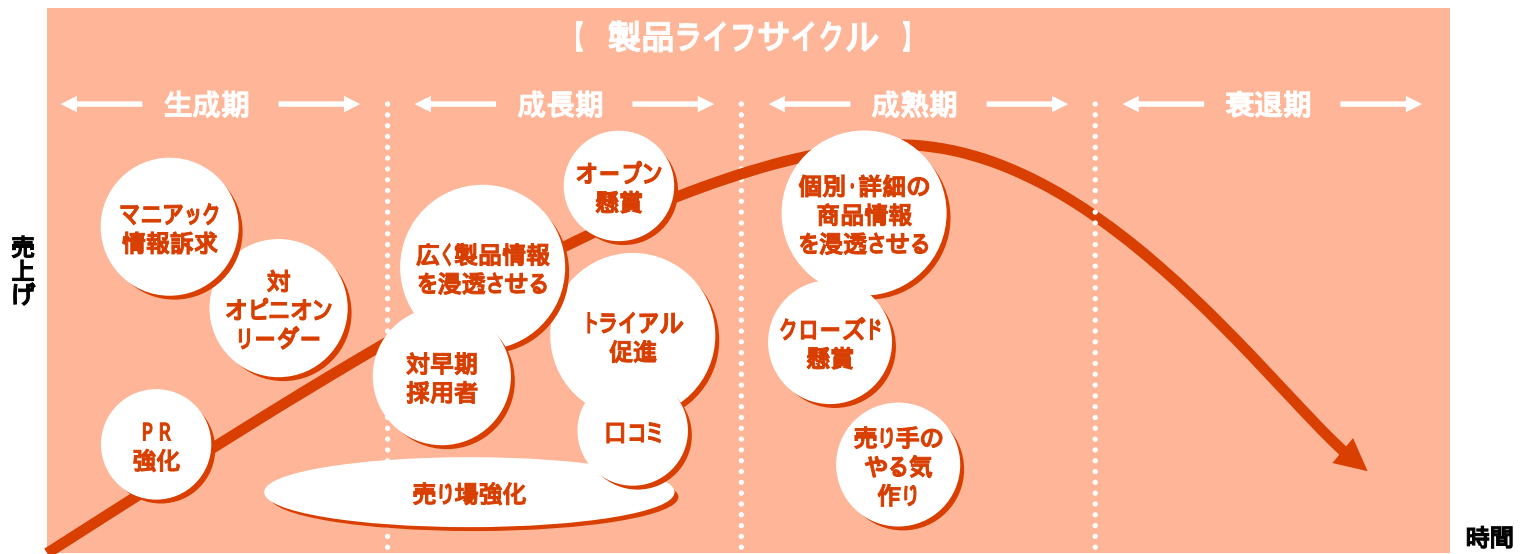 【 製品ライフサイクル 】
生成期
成長期
成熟期
衰退期
売上げ
マニアック
情報訴求
対
オピニオン
リーダー
PR
強化
広く製品情報
を浸透させる
対早期
採用者
オープン
懸賞
トライアル
促進
口コミ
売り場強化
個別・詳細の
商品情報
を浸透させる
クローズド
懸賞
売り手の
やる気
作り
時間